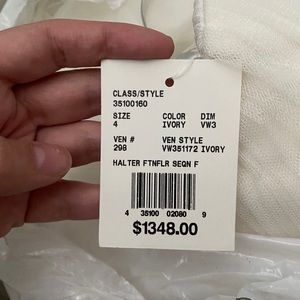 CLASS/STYLE
35100160
SIZE COLOR DIM
4 IVORY VW3
VEN # VEN STYLE
298 VW351172 IVORY
HALTER FTNFLR SEQN F
4 35100 02080 9
$1348.00